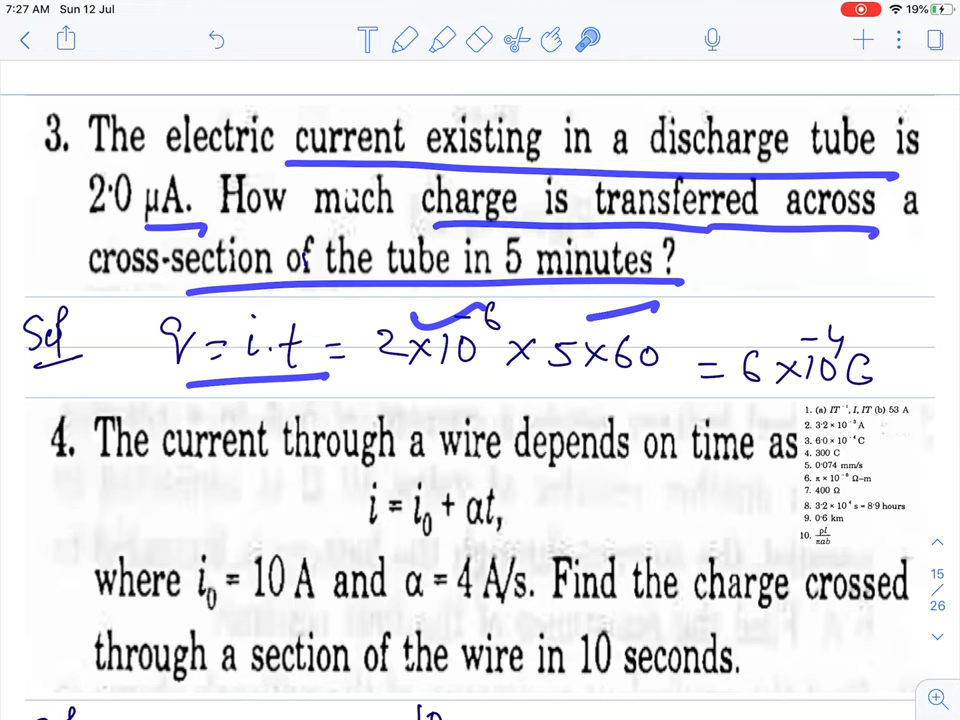 7:27 AM Sun 12 Jul
19%
T
3. The electric current existing in a discharge tube is
2·0 μA. How much charge is transferred across a
cross-section of the tube in 5 minutes ?
Sol q = i.t = 2×10⁻⁶ × 5×60 = 6×10⁻⁴ C
4. The current through a wire depends on time as
i = i₀ + αt,
where i₀ = 10 A and α = 4 A/s. Find the charge crossed
through a section of the wire in 10 seconds.
1. (a) IT⁻¹, I, IT (b) 53 A
2. 3·2 × 10⁻³ A
3. 6·0 × 10⁻⁴ C
4. 300 C
5. 0·074 mm/s
6. π × 10⁻⁸ Ω–m
7. 400 Ω
8. 3·2 × 10⁴ s = 8·9 hours
9. 0·6 km
10. ρl/πab
15
/
26
10